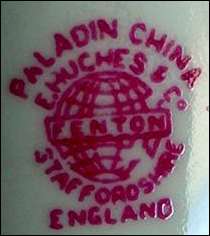 PALADIN CHINA
E. HUGHES & Co
FENTON
STAFFORDSHIRE
ENGLAND